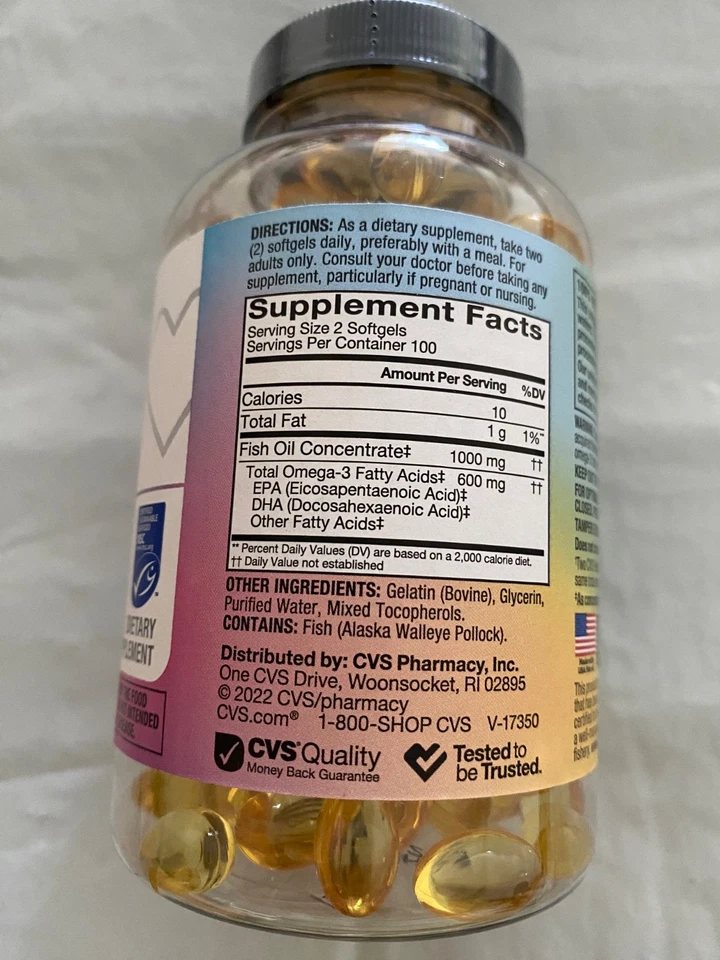 DIRECTIONS: As a dietary supplement, take two
(2) softgels daily, preferably with a meal. For
adults only. Consult your doctor before taking any
supplement, particularly if pregnant or nursing.
Supplement Facts
Serving Size 2 Softgels
Servings Per Container 100
Amount Per Serving %DV
Calories 10
Total Fat 1 g 1%**
Fish Oil Concentrate‡ 1000 mg ††
Total Omega-3 Fatty Acids‡ 600 mg ††
EPA (Eicosapentaenoic Acid)‡
DHA (Docosahexaenoic Acid)‡
Other Fatty Acids‡
** Percent Daily Values (DV) are based on a 2,000 calorie diet.
†† Daily Value not established
OTHER INGREDIENTS: Gelatin (Bovine), Glycerin,
Purified Water, Mixed Tocopherols.
CONTAINS: Fish (Alaska Walleye Pollock).
Distributed by: CVS Pharmacy, Inc.
One CVS Drive, Woonsocket, RI 02895
© 2022 CVS/pharmacy
CVS.com® 1-800-SHOP CVS V-17350
CVS Quality
Money Back Guarantee
Tested to
be Trusted.
FOOD
INTENDED